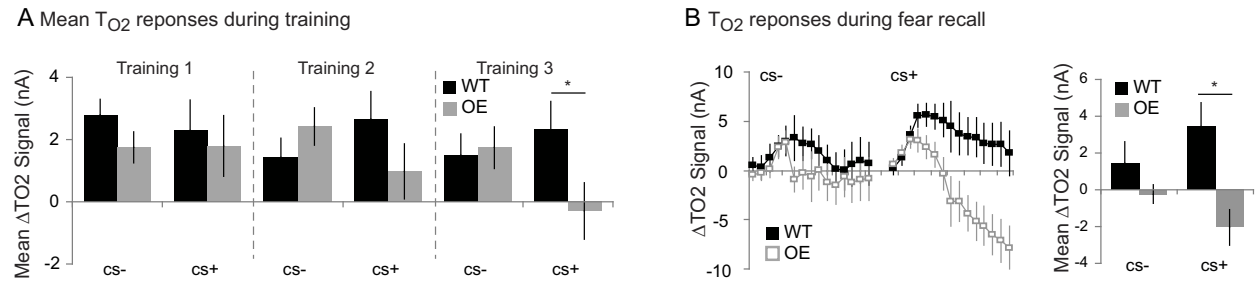 A Mean TO2 reponses during training
Training 1
Training 2
Training 3
WT
OE
*
Mean ΔTO2 Signal (nA)
4
2
0
-2
cs-
cs+
cs-
cs+
cs-
cs+
B TO2 reponses during fear recall
cs-
cs+
ΔTO2 Signal (nA)
10
5
0
-5
-10
WT
OE
Mean ΔTO2 Signal (nA)
6
4
2
0
-2
-4
WT
OE
*
cs-
cs+